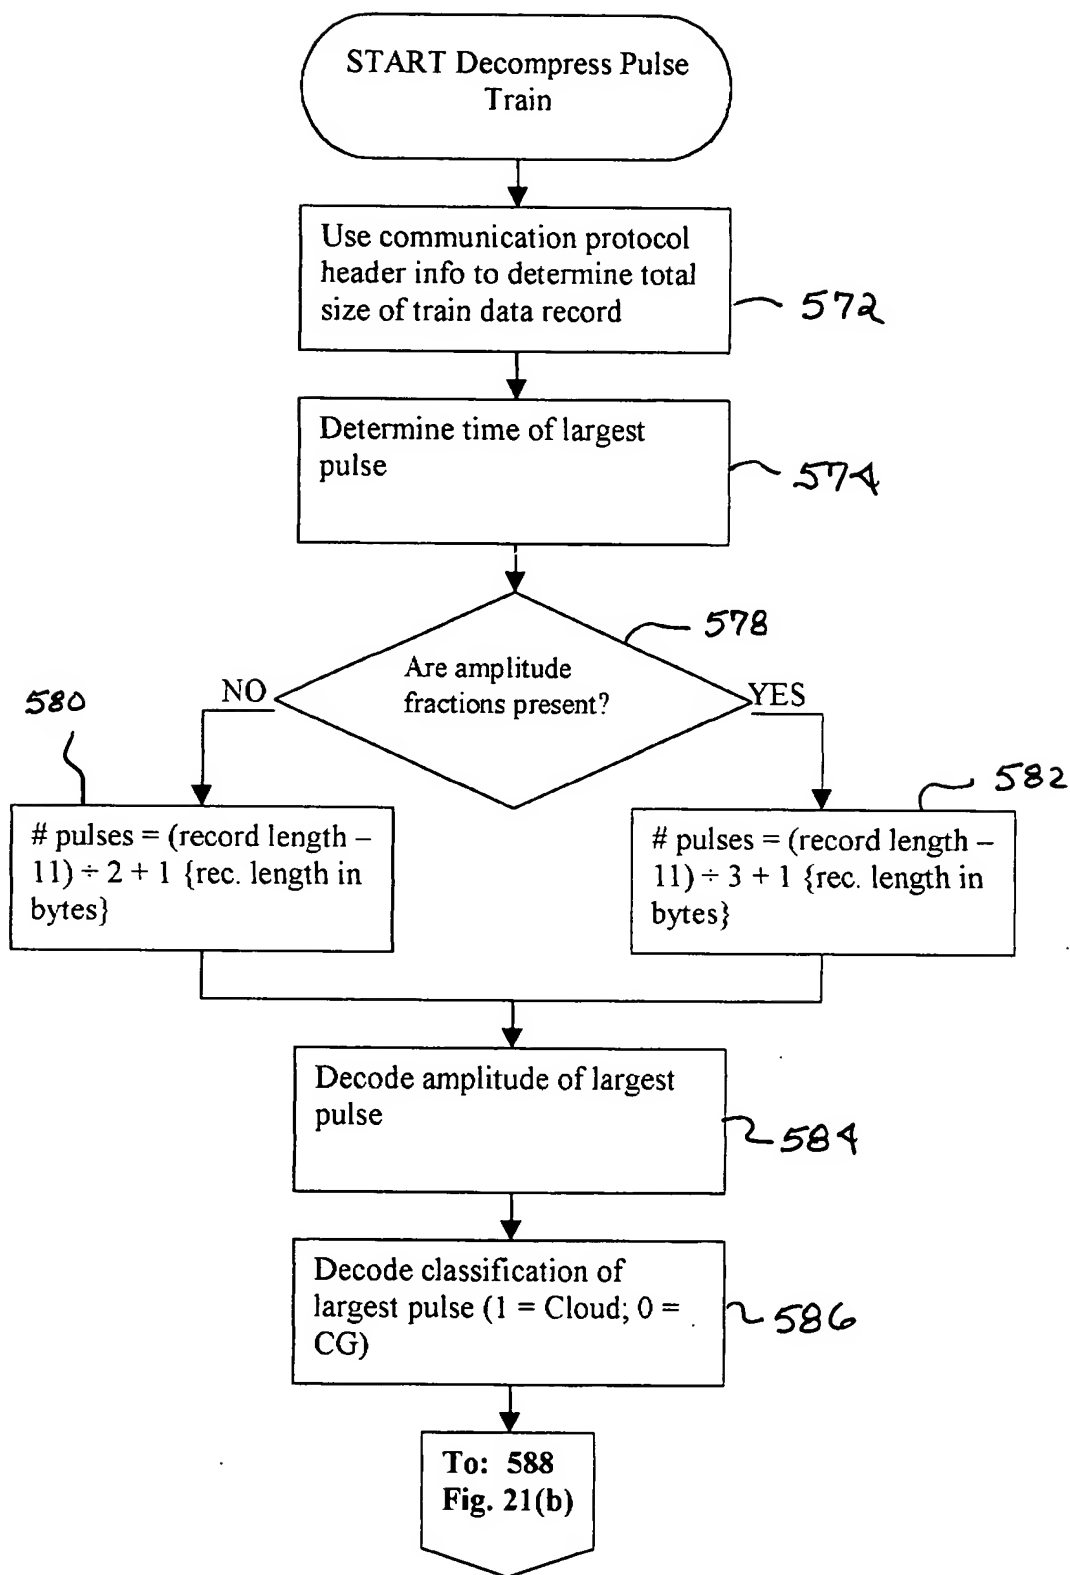 START Decompress Pulse
Train
Use communication protocol
header info to determine total
size of train data record
572
Determine time of largest
pulse
574
578
Are amplitude
fractions present?
NO
YES
580
582
# pulses = (record length –
11) ÷ 2 + 1 {rec. length in
bytes}
# pulses = (record length –
11) ÷ 3 + 1 {rec. length in
bytes}
Decode amplitude of largest
pulse
584
Decode classification of
largest pulse (1 = Cloud; 0 =
CG)
586
To: 588
Fig. 21(b)